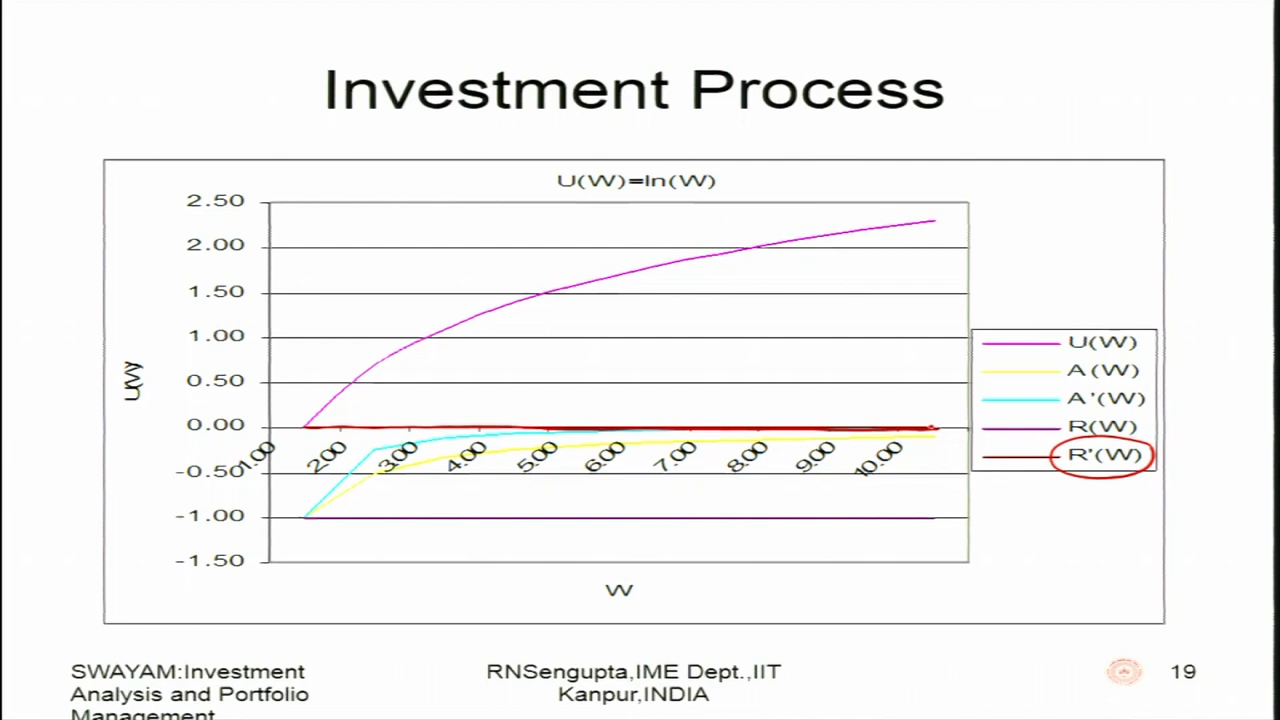 Investment Process
U(W)=ln(W)
2.50
2.00
1.50
1.00
0.50
0.00
-0.50
-1.00
-1.50
1.00 2.00 3.00 4.00 5.00 6.00 7.00 8.00 9.00 10.00
W
U(W)
A(W)
A'(W)
R(W)
R'(W)
SWAYAM:Investment
Analysis and Portfolio
Management
RNSengupta,IME Dept.,IIT
Kanpur,INDIA
19